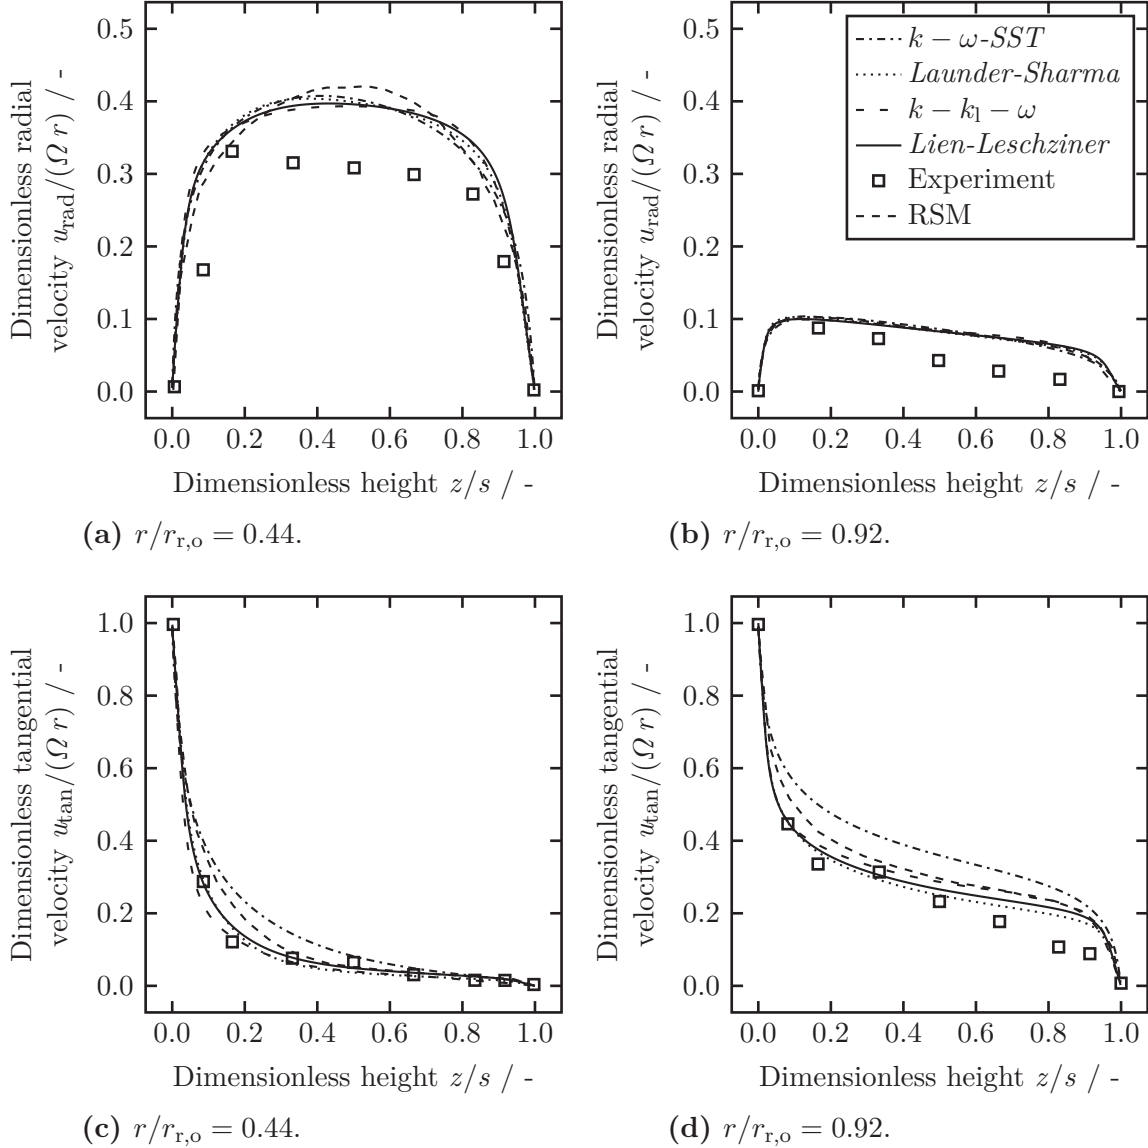 0.5
0.4
0.3
0.2
0.1
0.0
Dimensionless radial
velocity u_rad/(Ω r) / -
0.0 0.2 0.4 0.6 0.8 1.0
Dimensionless height z/s / -
(a) r/r_r,o = 0.44.
0.5
0.4
0.3
0.2
0.1
0.0
Dimensionless radial
velocity u_rad/(Ω r) / -
k − ω-SST
Launder-Sharma
k − k_l − ω
Lien-Leschziner
Experiment
RSM
0.0 0.2 0.4 0.6 0.8 1.0
Dimensionless height z/s / -
(b) r/r_r,o = 0.92.
1.0
0.8
0.6
0.4
0.2
0.0
Dimensionless tangential
velocity u_tan/(Ω r) / -
0.0 0.2 0.4 0.6 0.8 1.0
Dimensionless height z/s / -
(c) r/r_r,o = 0.44.
1.0
0.8
0.6
0.4
0.2
0.0
Dimensionless tangential
velocity u_tan/(Ω r) / -
0.0 0.2 0.4 0.6 0.8 1.0
Dimensionless height z/s / -
(d) r/r_r,o = 0.92.